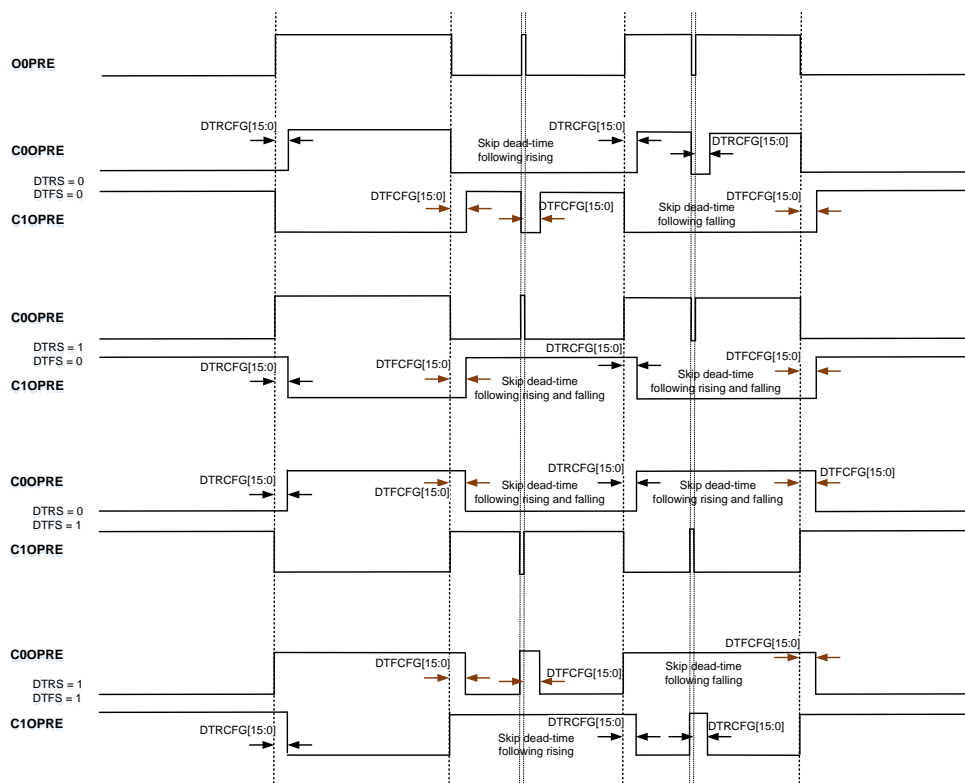 O0PRE
DTRCFG[15:0]
DTRCFG[15:0]
Skip dead-time
following rising
DTRCFG[15:0]
C0OPRE
DTRS = 0
DTFS = 0
DTFCFG[15:0]
DTFCFG[15:0]
DTFCFG[15:0]
Skip dead-time
following falling
C1OPRE
C0OPRE
DTRS = 1
DTFS = 0
DTRCFG[15:0]
DTRCFG[15:0]
DTFCFG[15:0]
DTFCFG[15:0]
C1OPRE
Skip dead-time
following rising and falling
Skip dead-time
following rising and falling
C0OPRE
DTRCFG[15:0]
DTFCFG[15:0]
DTRCFG[15:0]
DTFCFG[15:0]
Skip dead-time
following rising and falling
Skip dead-time
following rising and falling
DTRS = 0
DTFS = 1
C1OPRE
C0OPRE
DTFCFG[15:0]
DTFCFG[15:0]
DTFCFG[15:0]
Skip dead-time
following falling
DTRS = 1
DTFS = 1
C1OPRE
DTRCFG[15:0]
DTRCFG[15:0]
DTRCFG[15:0]
Skip dead-time
following rising